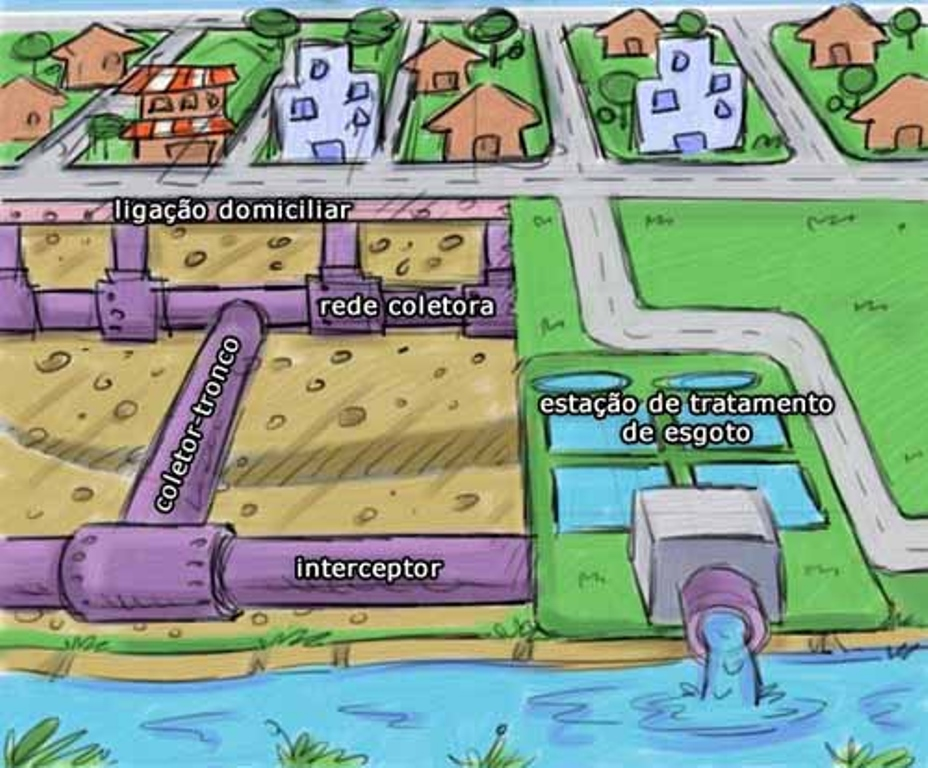 ligação domiciliar
rede coletora
coletor-tronco
estação de tratamento
de esgoto
interceptor